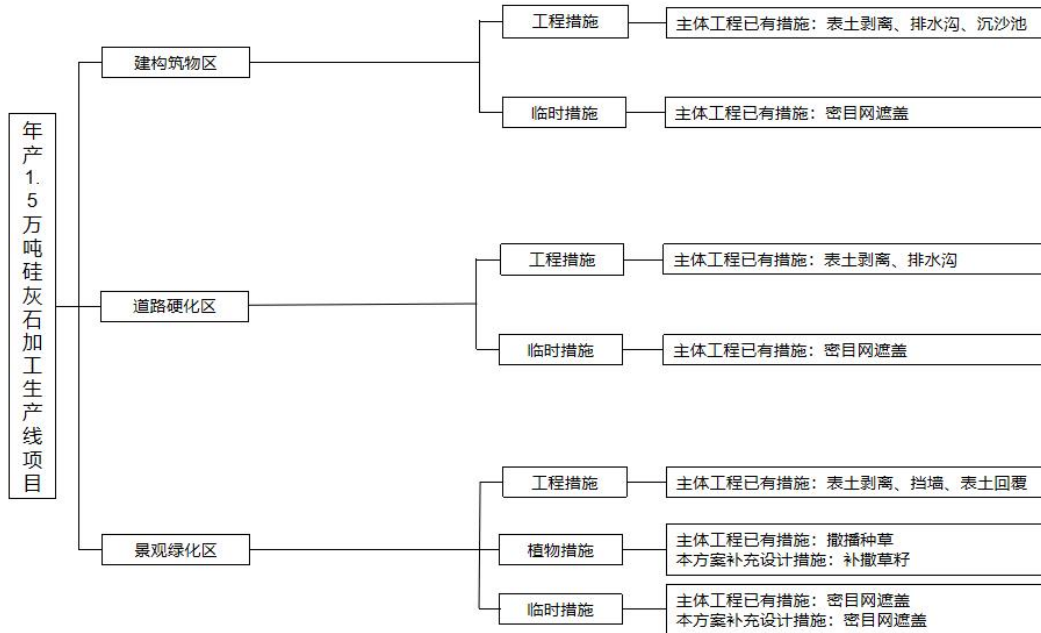 年产1.5万吨硅灰石加工生产线项目
建构筑物区
工程措施
主体工程已有措施：表土剥离、排水沟、沉沙池
临时措施
主体工程已有措施：密目网遮盖
道路硬化区
工程措施
主体工程已有措施：表土剥离、排水沟
临时措施
主体工程已有措施：密目网遮盖
景观绿化区
工程措施
主体工程已有措施：表土剥离、挡墙、表土回覆
植物措施
主体工程已有措施：撒播种草
本方案补充设计措施：补撒草籽
临时措施
主体工程已有措施：密目网遮盖
本方案补充设计措施：密目网遮盖